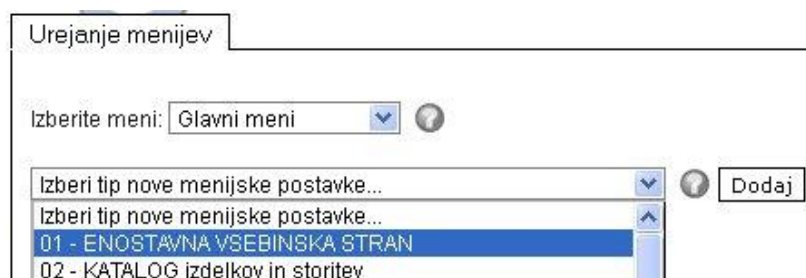 Urejanje menijev
Izberite meni: Glavni meni
Izberi tip nove menijske postavke... Dodaj
Izberi tip nove menijske postavke...
01 - ENOSTAVNA VSEBINSKA STRAN
02 - KATALOG izdelkov in storitev